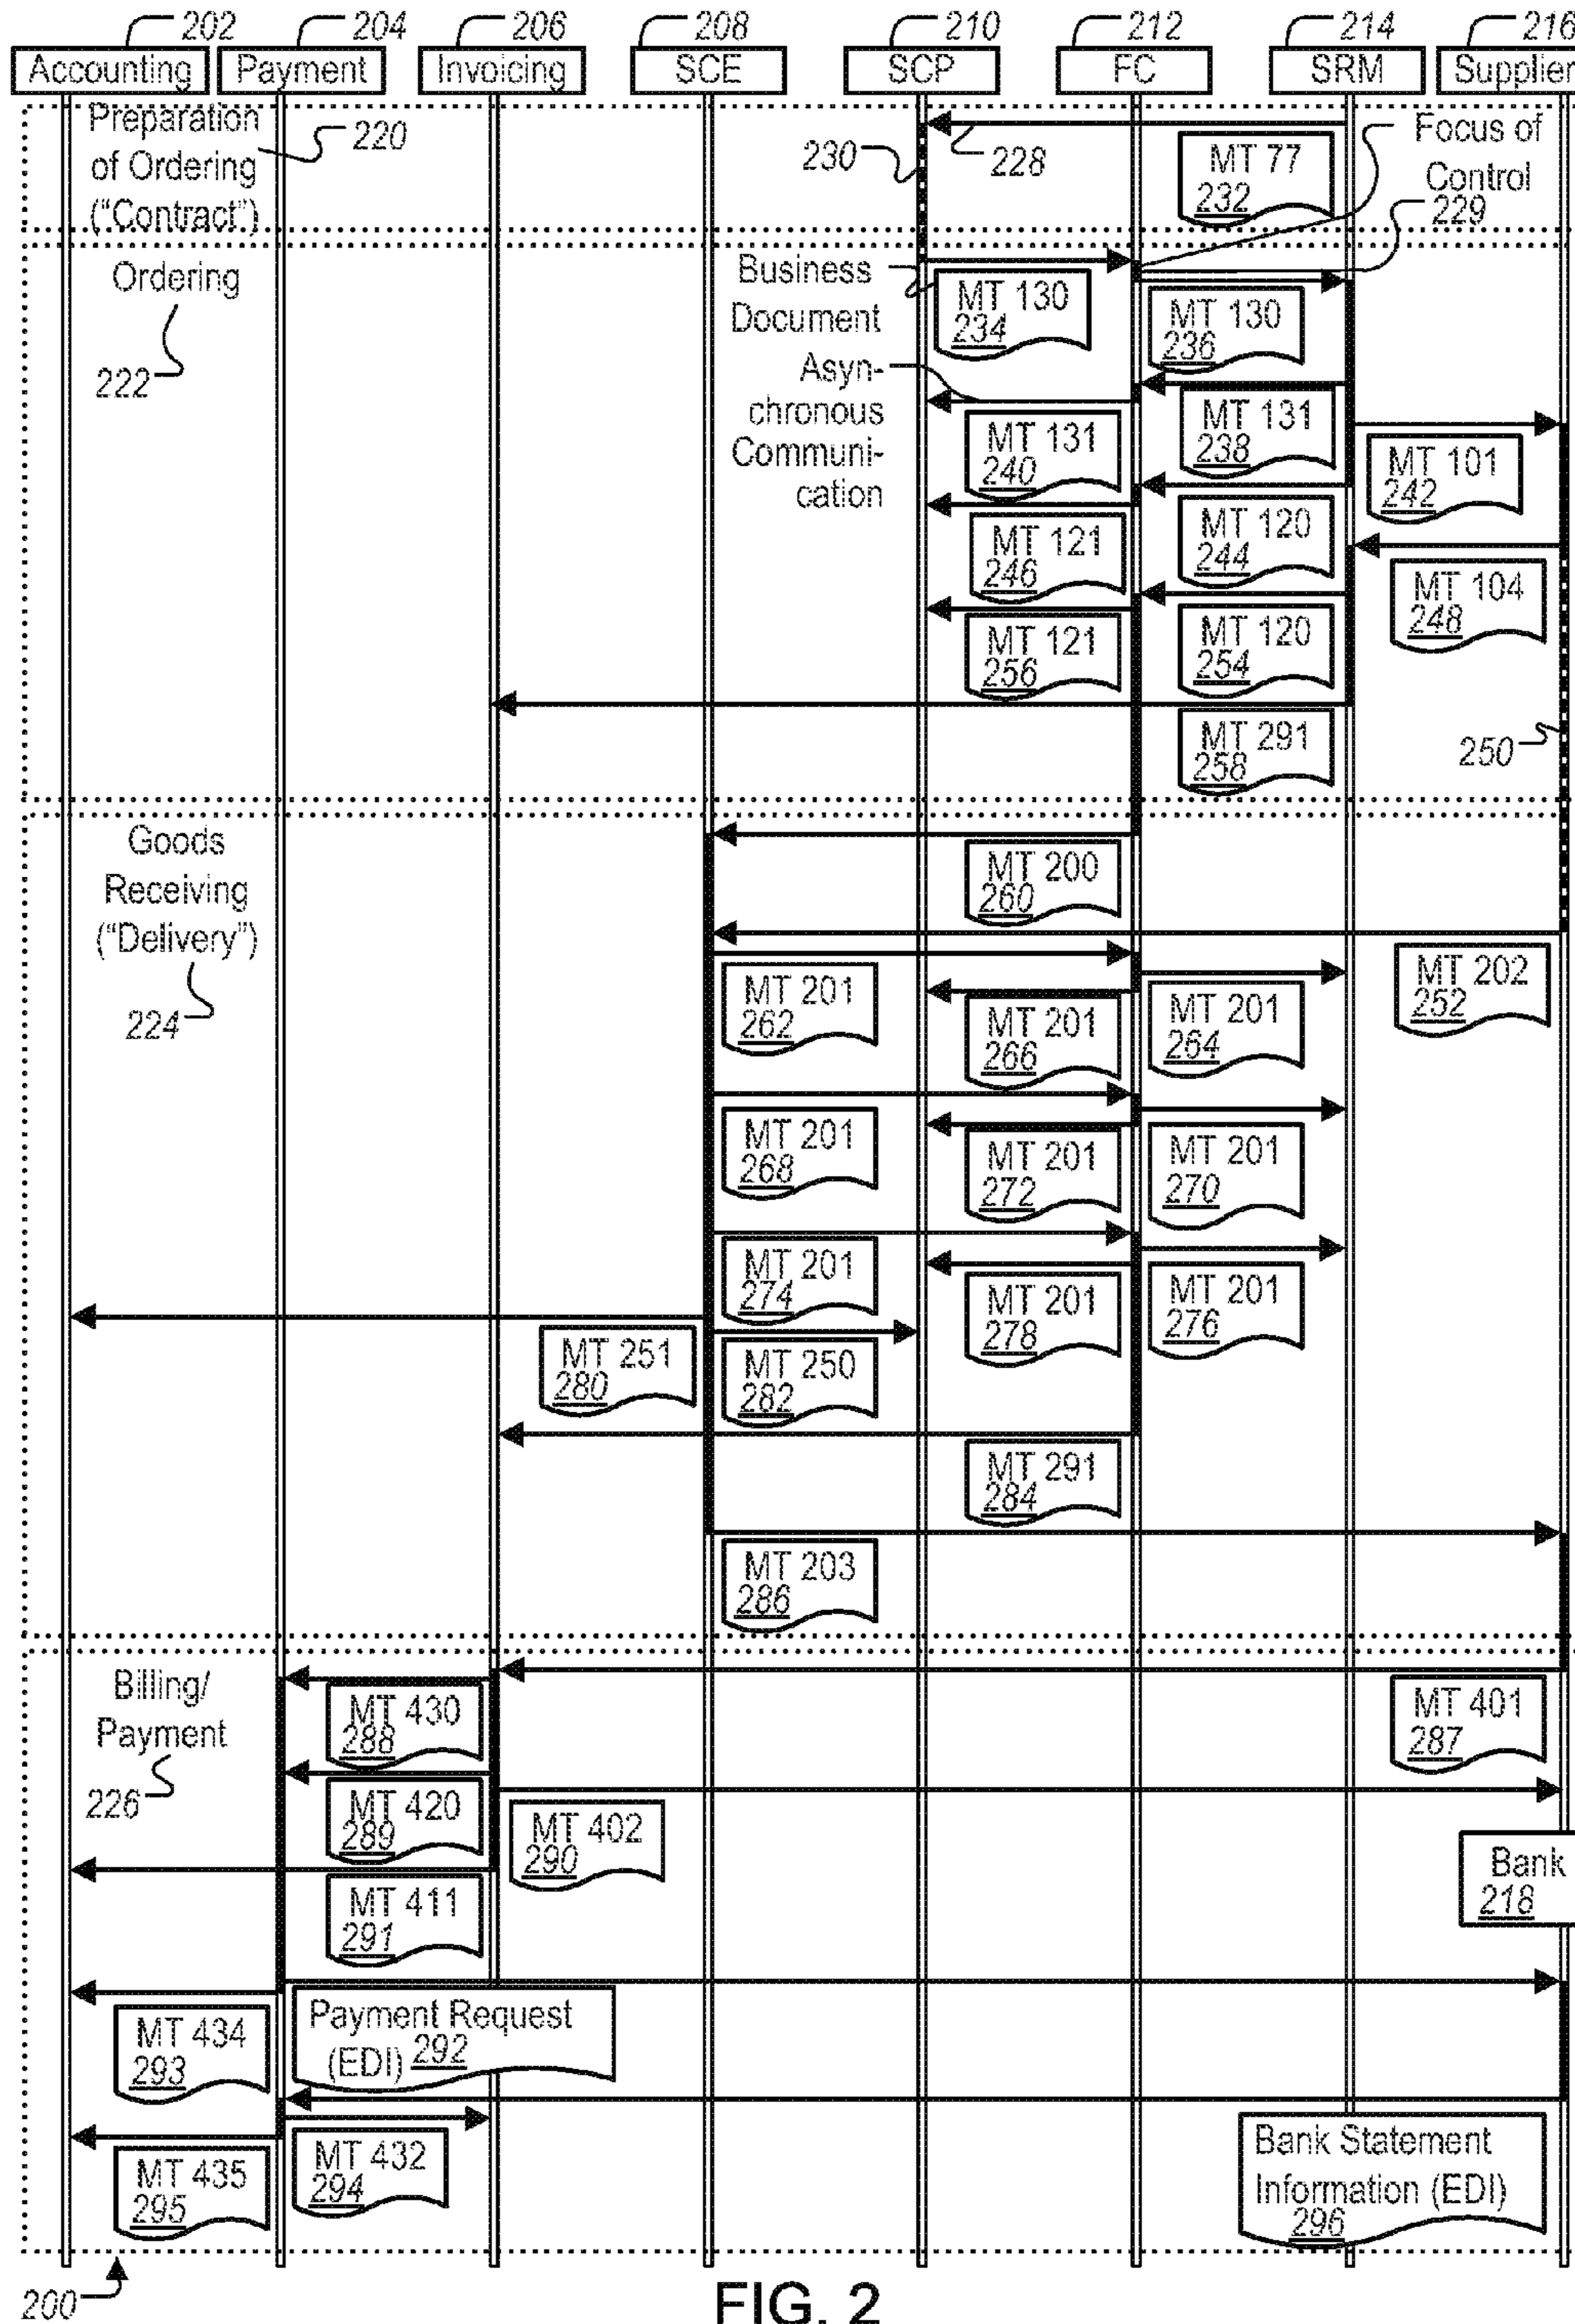 202 204 206 208 210 212 214 216
Accounting Payment Invoicing SCE SCP FC SRM Supplier
Preparation
of Ordering
("Contract")
220
230
228
MT 77
232
Focus of
Control
229
Ordering
222
Business
Document
MT 130
234
MT 130
236
Asyn-
chronous
Communi-
cation
MT 131
240
MT 131
238
MT 101
242
MT 121
246
MT 120
244
MT 104
248
MT 121
256
MT 120
254
MT 291
258
250
Goods
Receiving
("Delivery")
224
MT 200
260
MT 201
262
MT 201
266
MT 201
264
MT 202
252
MT 201
268
MT 201
272
MT 201
270
MT 201
274
MT 201
278
MT 201
276
MT 251
280
MT 250
282
MT 291
284
MT 203
286
Billing/
Payment
226
MT 430
288
MT 401
287
MT 420
289
MT 402
290
Bank
218
MT 411
291
MT 434
293
Payment Request
(EDI) 292
MT 435
295
MT 432
294
Bank Statement
Information (EDI)
296
200
FIG. 2